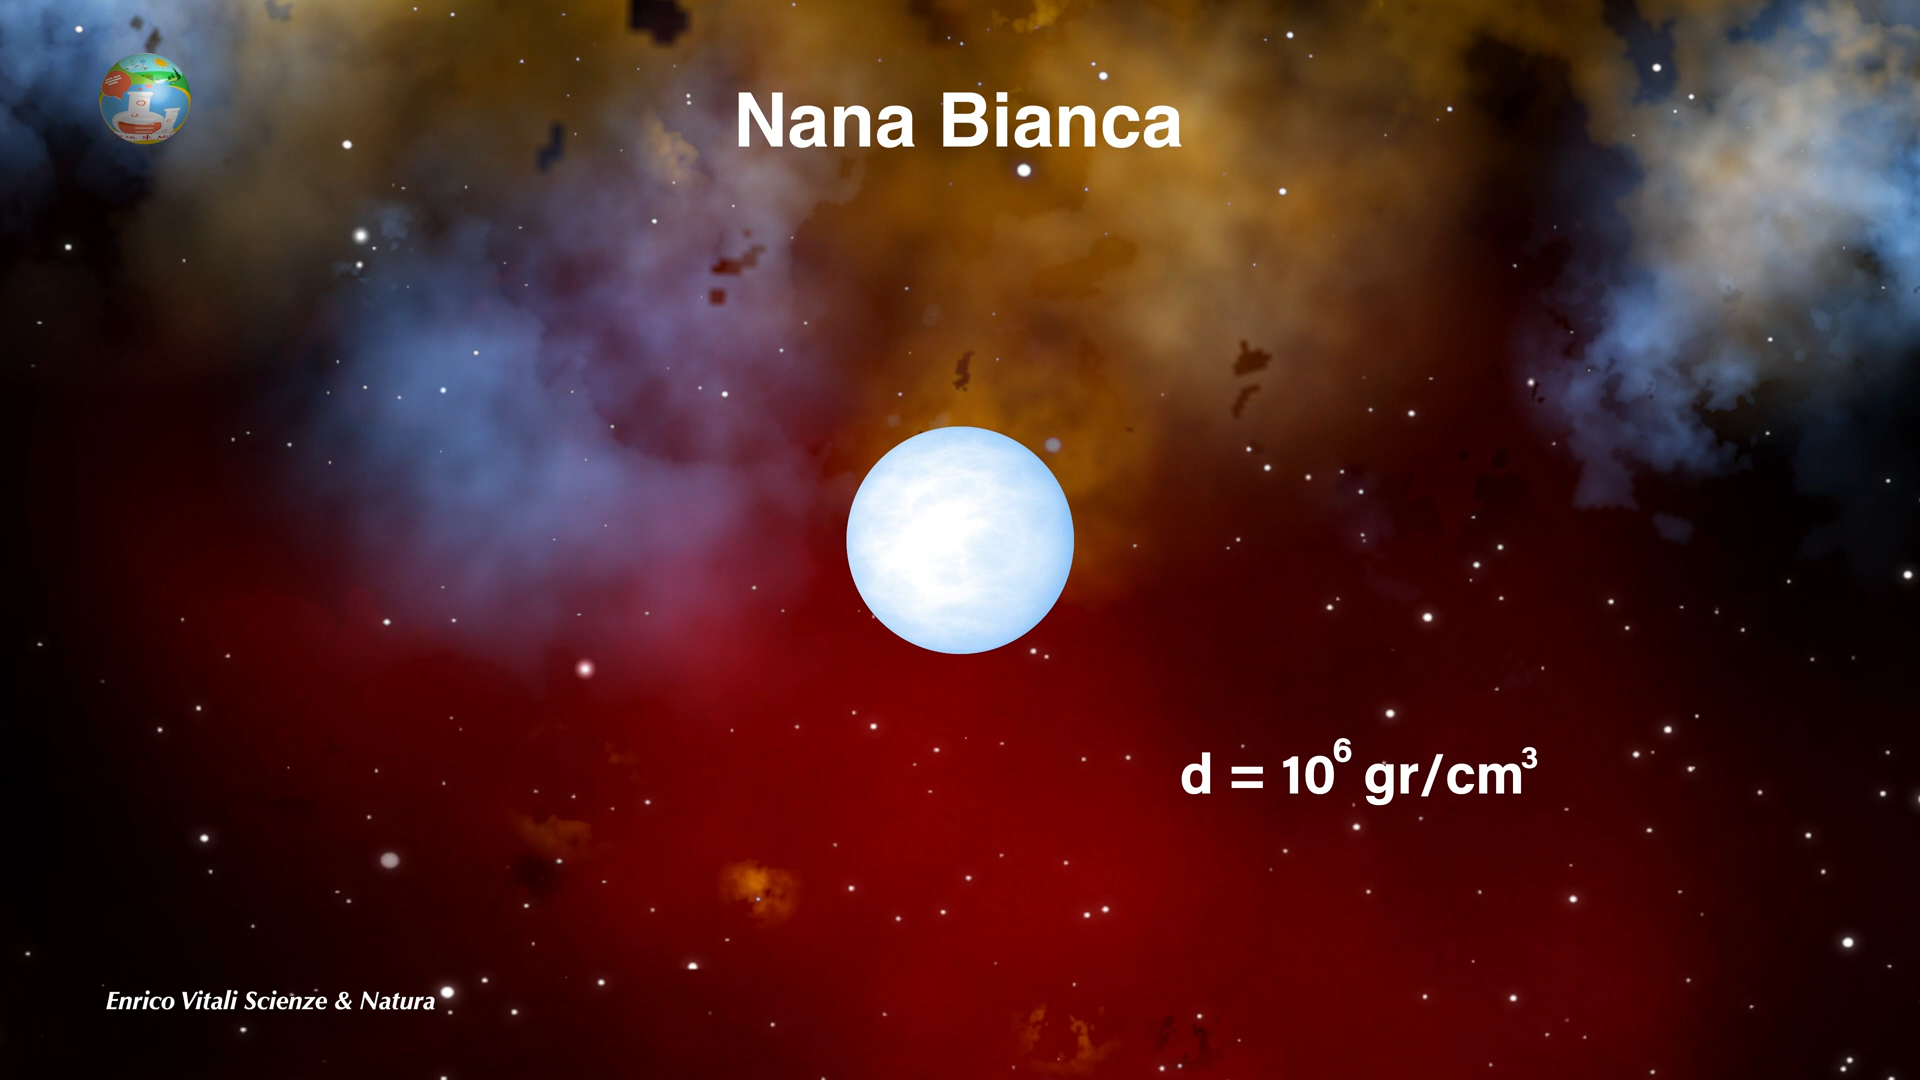 Nana Bianca
d = 10⁶ gr/cm³
Enrico Vitali Scienze & Natura